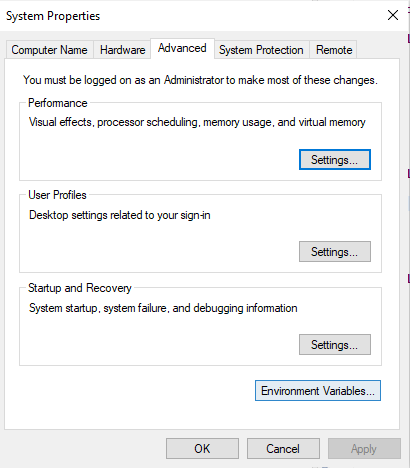 System Properties
Computer Name Hardware Advanced System Protection Remote
You must be logged on as an Administrator to make most of these changes.
Performance
Visual effects, processor scheduling, memory usage, and virtual memory
Settings...
User Profiles
Desktop settings related to your sign-in
Settings...
Startup and Recovery
System startup, system failure, and debugging information
Settings...
Environment Variables...
OK Cancel Apply